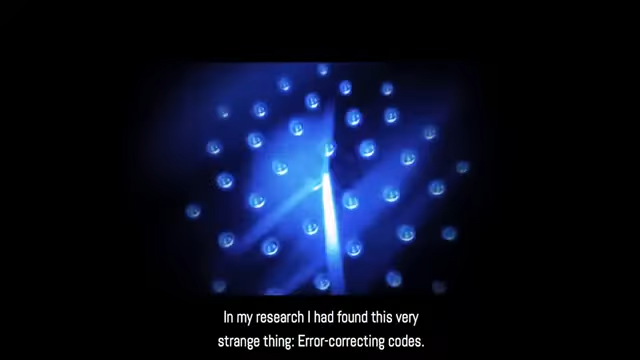 In my research I had found this very
strange thing: Error-correcting codes.